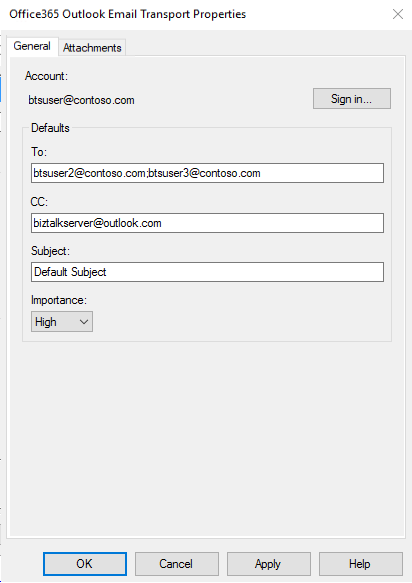 Office365 Outlook Email Transport Properties
General Attachments
Account:
btsuser@contoso.com Sign in...
Defaults
To:
btsuser2@contoso.com;btsuser3@contoso.com
CC:
biztalkserver@outlook.com
Subject:
Default Subject
Importance:
High
OK Cancel Apply Help